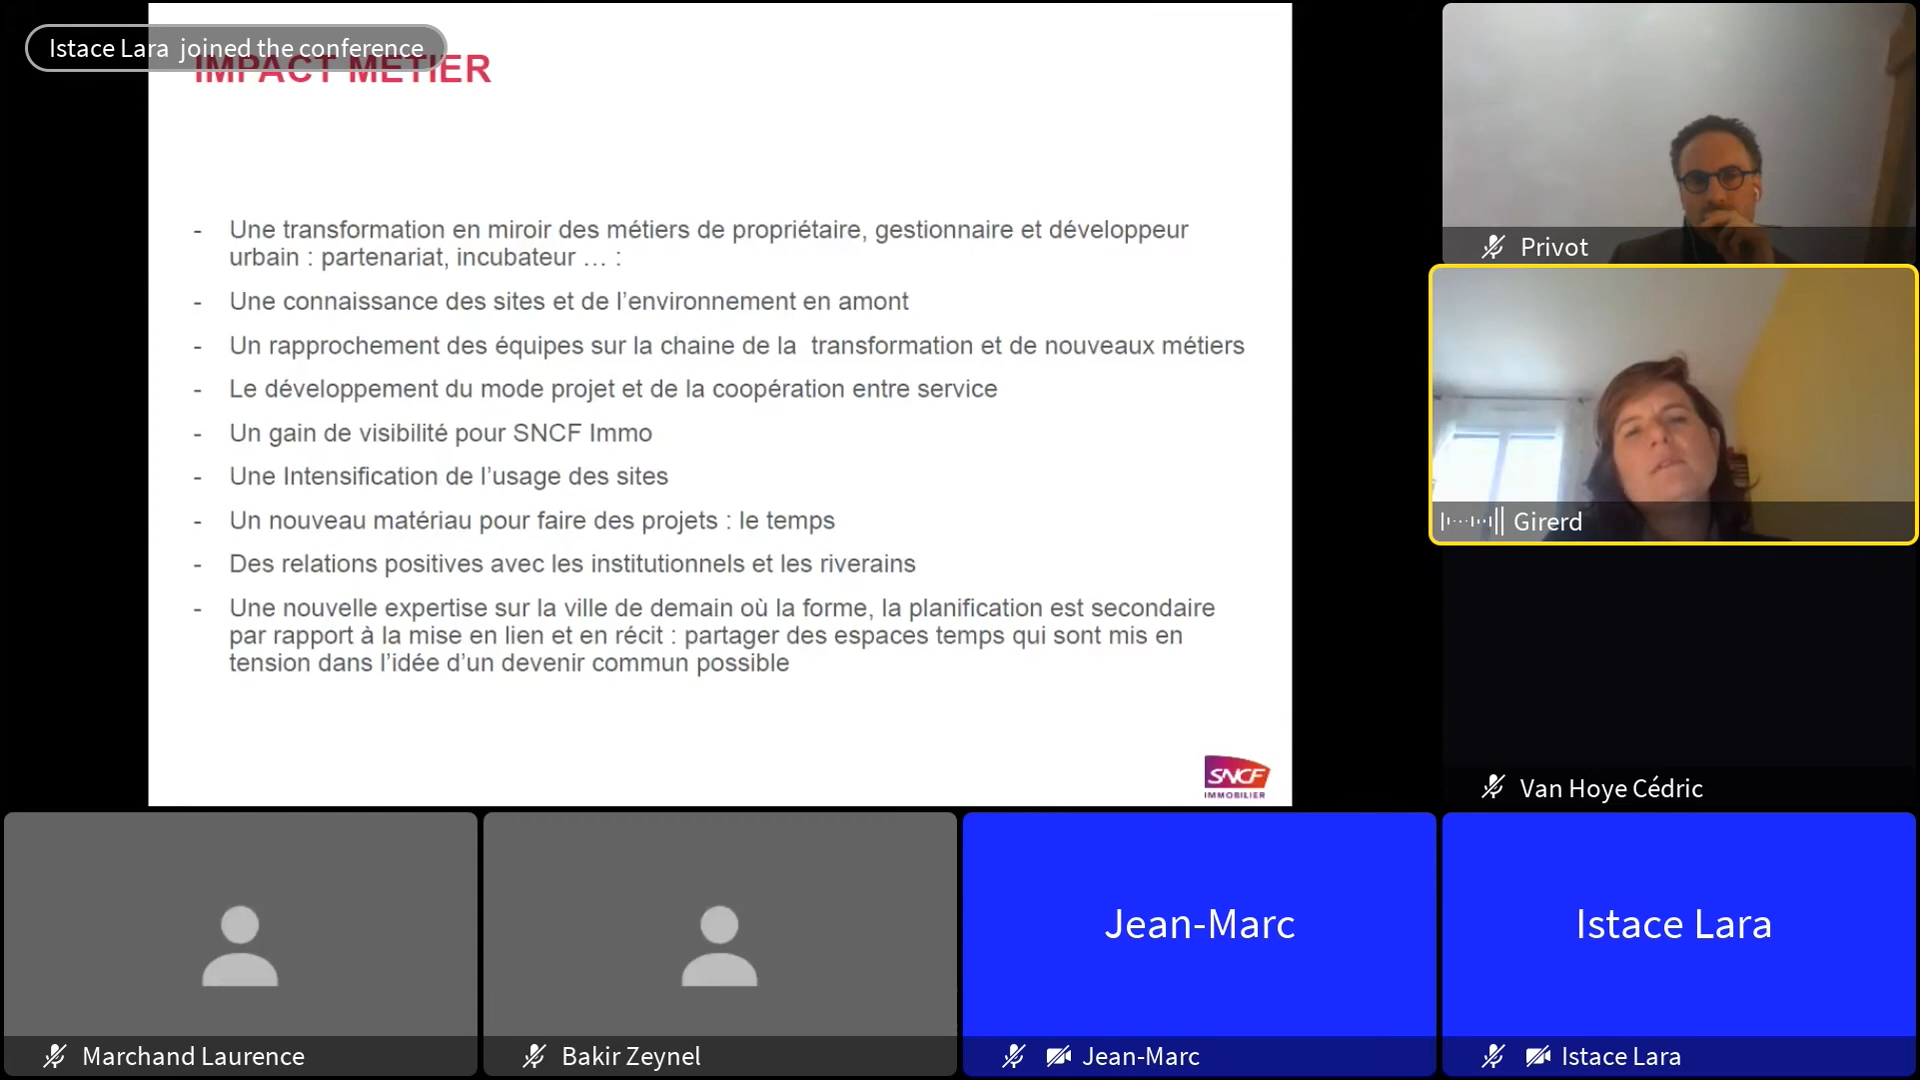 Istace Lara joined the conference
IMPACT METIER
- Une transformation en miroir des métiers de propriétaire, gestionnaire et développeur
urbain : partenariat, incubateur … :
- Une connaissance des sites et de l’environnement en amont
- Un rapprochement des équipes sur la chaine de la transformation et de nouveaux métiers
- Le développement du mode projet et de la coopération entre service
- Un gain de visibilité pour SNCF Immo
- Une Intensification de l’usage des sites
- Un nouveau matériau pour faire des projets : le temps
- Des relations positives avec les institutionnels et les riverains
- Une nouvelle expertise sur la ville de demain où la forme, la planification est secondaire
par rapport à la mise en lien et en récit : partager des espaces temps qui sont mis en
tension dans l’idée d’un devenir commun possible
SNCF
IMMOBILIER
Privot
Girerd
Van Hoye Cédric
Marchand Laurence
Bakir Zeynel
Jean-Marc
Jean-Marc
Istace Lara
Istace Lara